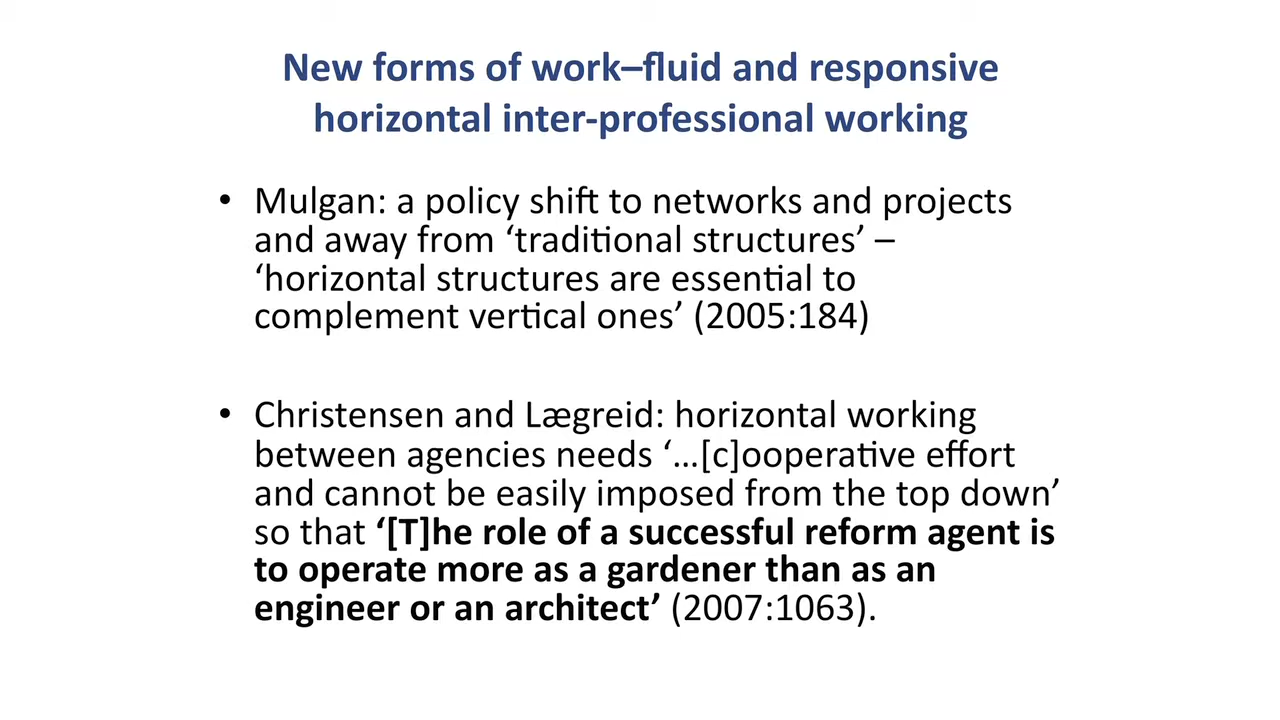 New forms of work–fluid and responsive
horizontal inter-professional working
• Mulgan: a policy shift to networks and projects
and away from ‘traditional structures’ –
‘horizontal structures are essential to
complement vertical ones’ (2005:184)
• Christensen and Lægreid: horizontal working
between agencies needs ‘…[c]ooperative effort
and cannot be easily imposed from the top down’
so that ‘[T]he role of a successful reform agent is
to operate more as a gardener than as an
engineer or an architect’ (2007:1063).